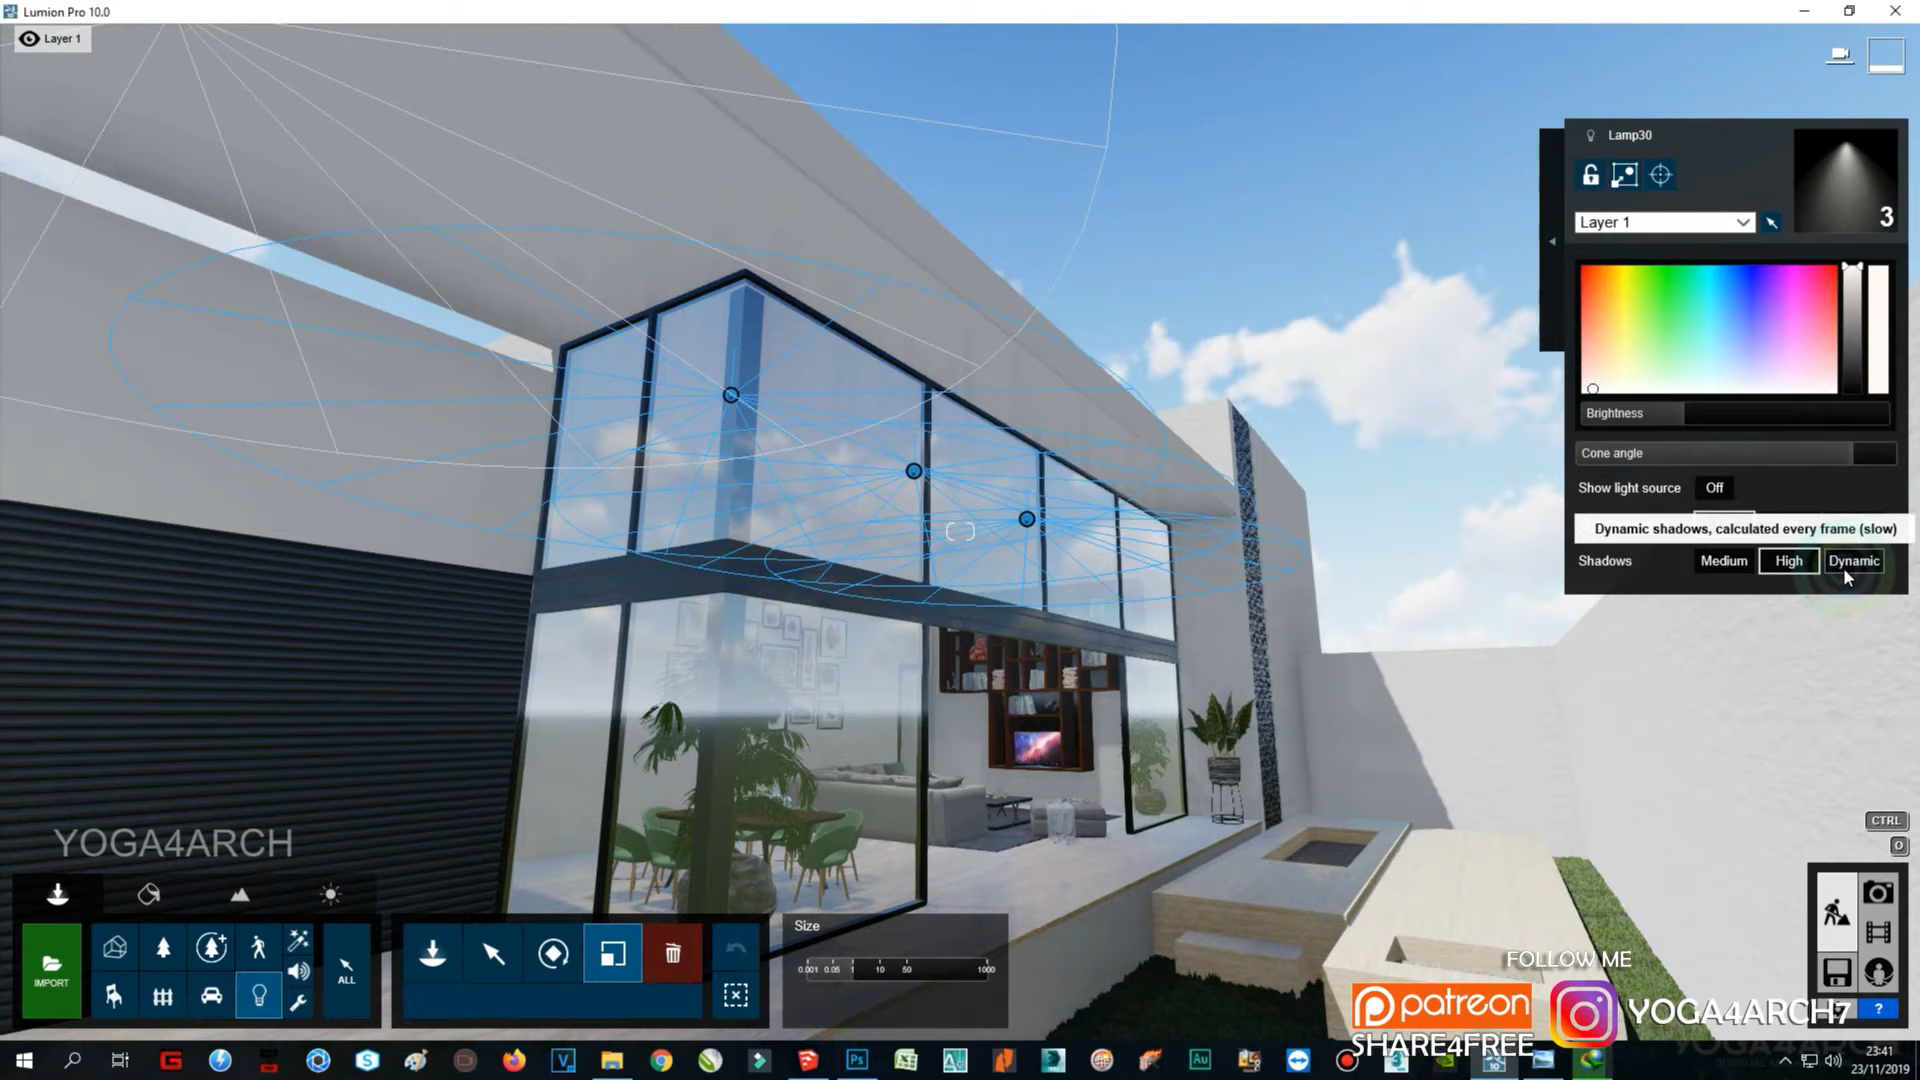 Lumion Pro 10.0
Layer 1
Lamp30
3
Layer 1
Brightness
Cone angle
Show light source Off
Dynamic shadows, calculated every frame (slow)
Shadows Medium High Dynamic
CTRL
O
YOGA4ARCH
IMPORT
ALL
Size
0.001 0.05 1 10 50 1000
FOLLOW ME
patreon
YOGA4ARCH7
SHARE4FREE
?
23:41
23/11/2019